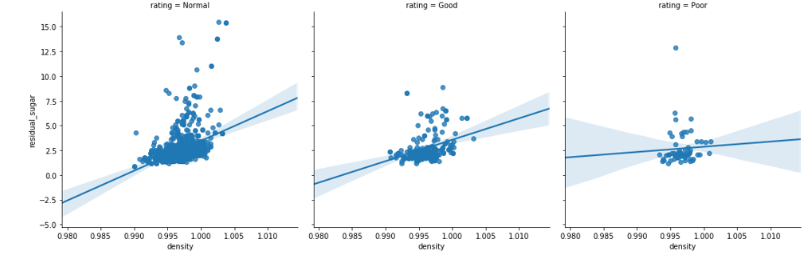 rating = Normal
rating = Good
rating = Poor
15.0
12.5
10.0
7.5
5.0
2.5
0.0
−2.5
−5.0
residual_sugar
0.980 0.985 0.990 0.995 1.000 1.005 1.010
0.980 0.985 0.990 0.995 1.000 1.005 1.010
0.980 0.985 0.990 0.995 1.000 1.005 1.010
density
density
density